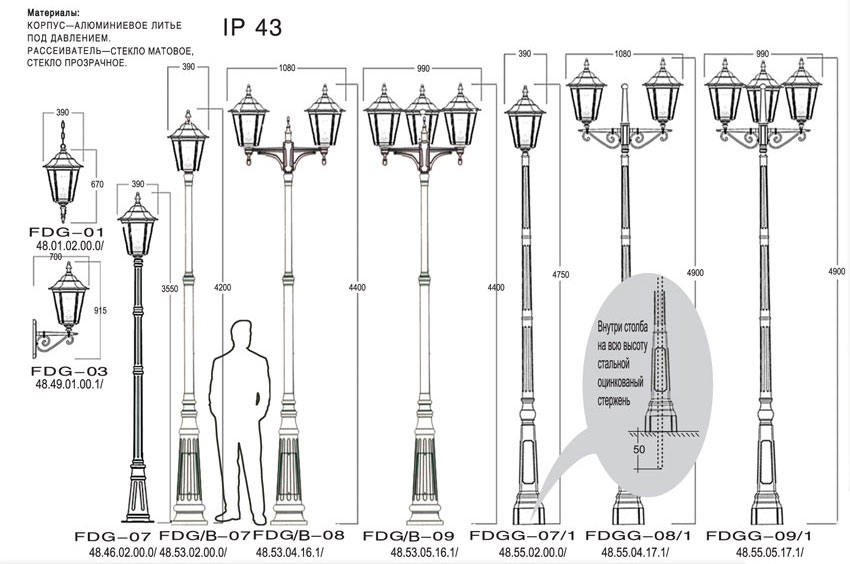 Материалы:
КОРПУС—АЛЮМИНИЕВОЕ ЛИТЬЕ
ПОД ДАВЛЕНИЕМ.
РАССЕИВАТЕЛЬ—СТЕКЛО МАТОВОЕ,
СТЕКЛО ПРОЗРАЧНОЕ.
IP 43
390
1080
990
390
1080
990
390
670
390
FDG-01
48.01.02.00.0/
700
915
FDG-03
48.49.01.00.1/
3550
4200
4400
4400
4750
4900
4900
Внутри столба
на всю высоту
стальной
оцинкованый
стержень
50
FDG-07
48.46.02.00.0/
FDG/B-07
48.53.02.00.0/
FDG/B-08
48.53.04.16.1/
FDG/B-09
48.53.05.16.1/
FDGG-07/1
48.55.02.00.0/
FDGG-08/1
48.55.04.17.1/
FDGG-09/1
48.55.05.17.1/